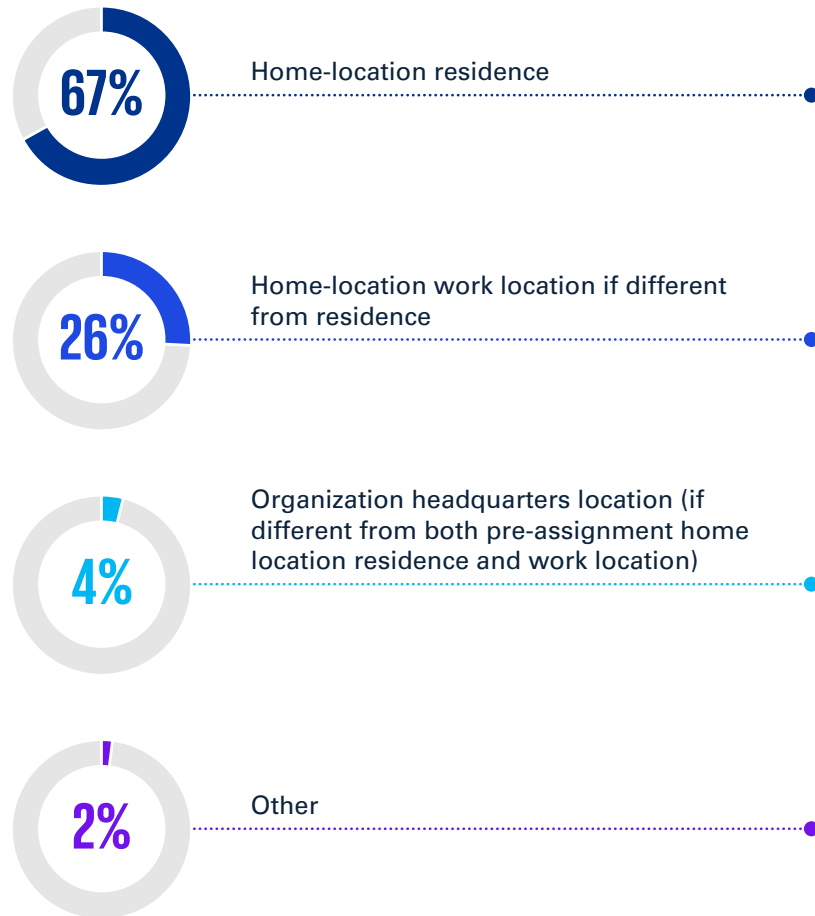 67%
Home-location residence
26%
Home-location work location if different
from residence
4%
Organization headquarters location (if
different from both pre-assignment home
location residence and work location)
2%
Other